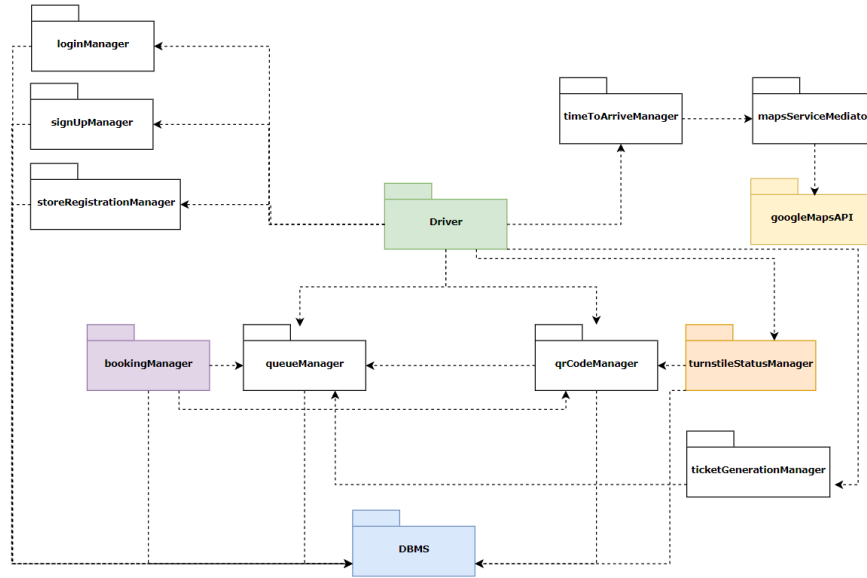 loginManager
signUpManager
timeToArriveManager
mapsServiceMediato
storeRegistrationManager
Driver
googleMapsAPI
bookingManager
queueManager
qrCodeManager
turnstileStatusManager
ticketGenerationManager
DBMS